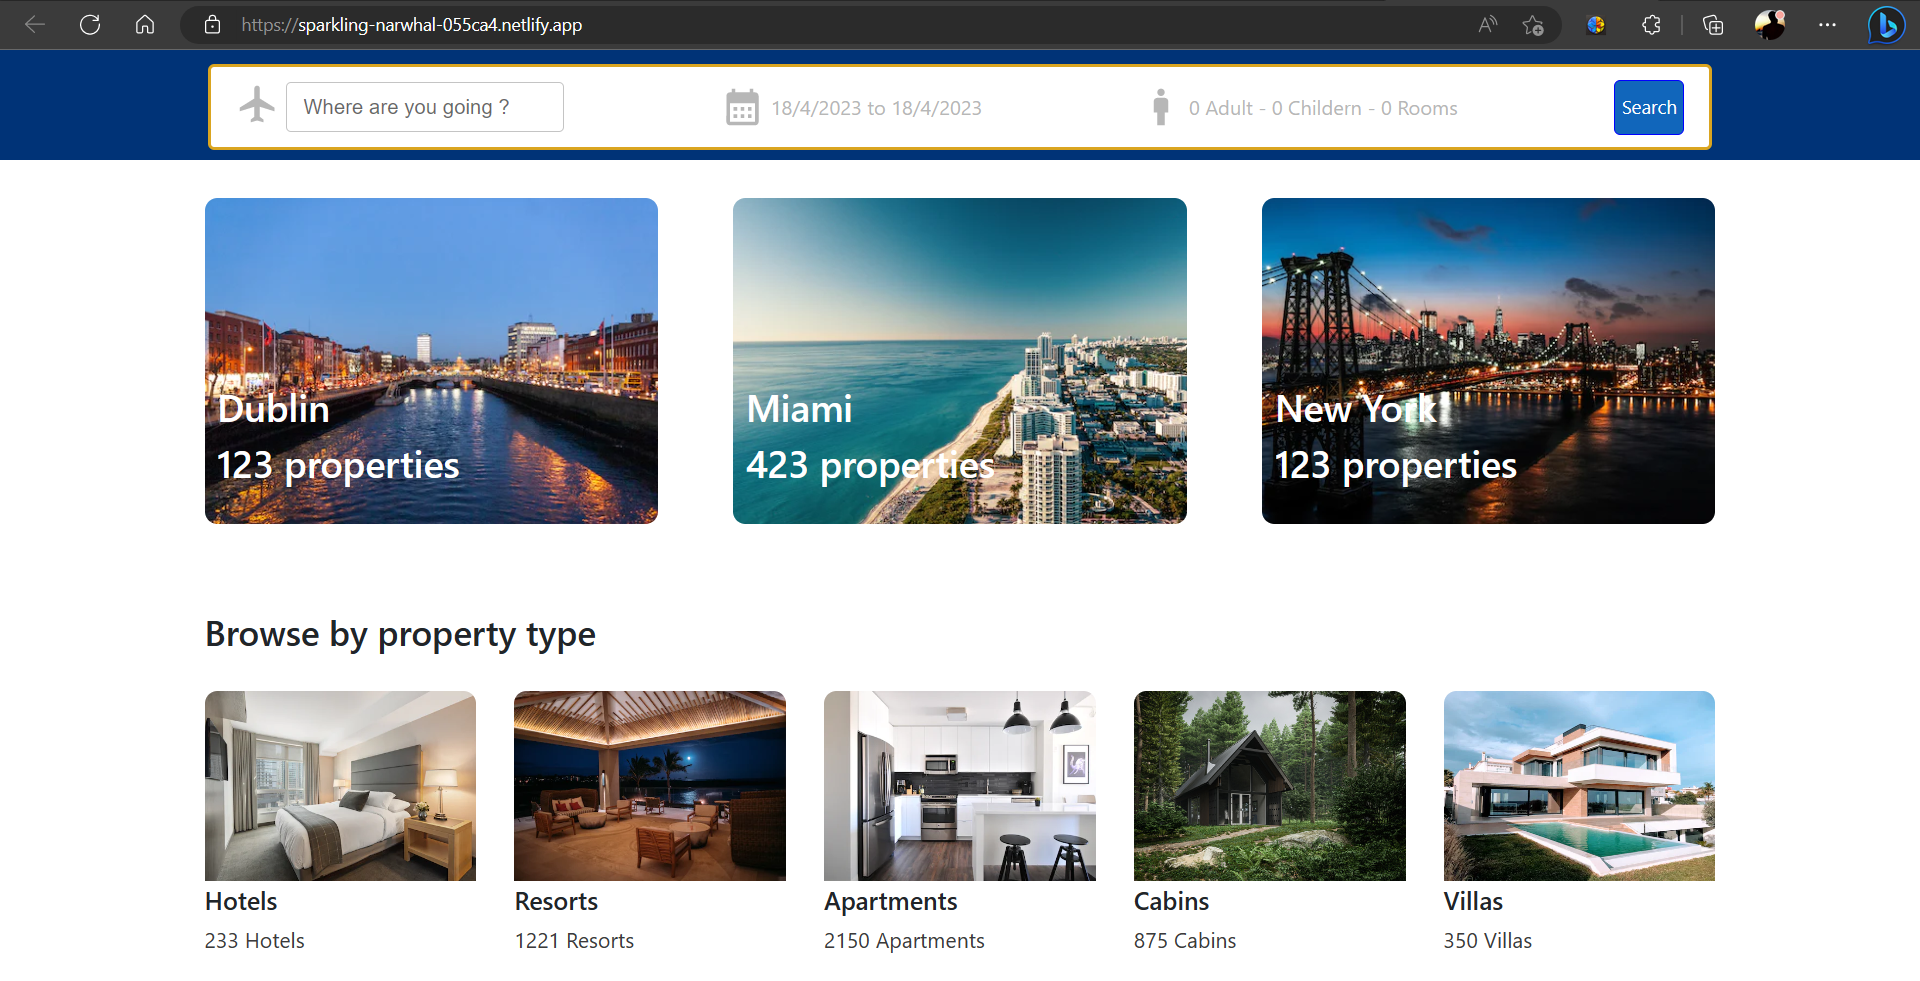 https://sparkling-narwhal-055ca4.netlify.app
Where are you going ?
18/4/2023 to 18/4/2023
0 Adult - 0 Childern - 0 Rooms
Search
Dublin
123 properties
Miami
423 properties
New York
123 properties
Browse by property type
Hotels
233 Hotels
Resorts
1221 Resorts
Apartments
2150 Apartments
Cabins
875 Cabins
Villas
350 Villas